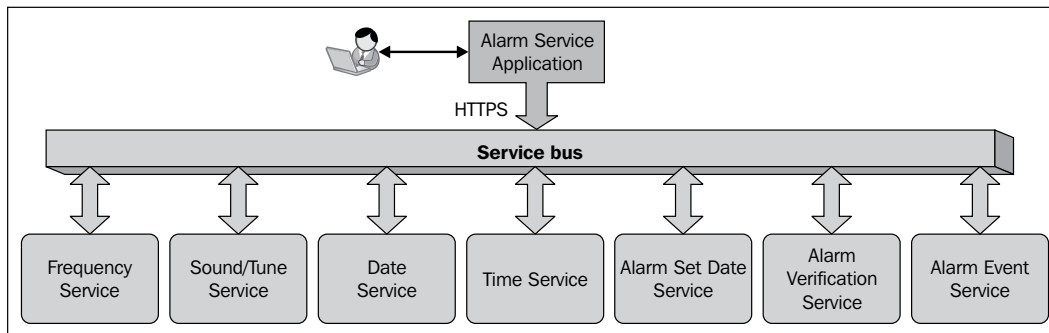 Alarm Service
Application
HTTPS
Service bus
Frequency
Service
Sound/Tune
Service
Date
Service
Time Service
Alarm Set Date
Service
Alarm
Verification
Service
Alarm Event
Service